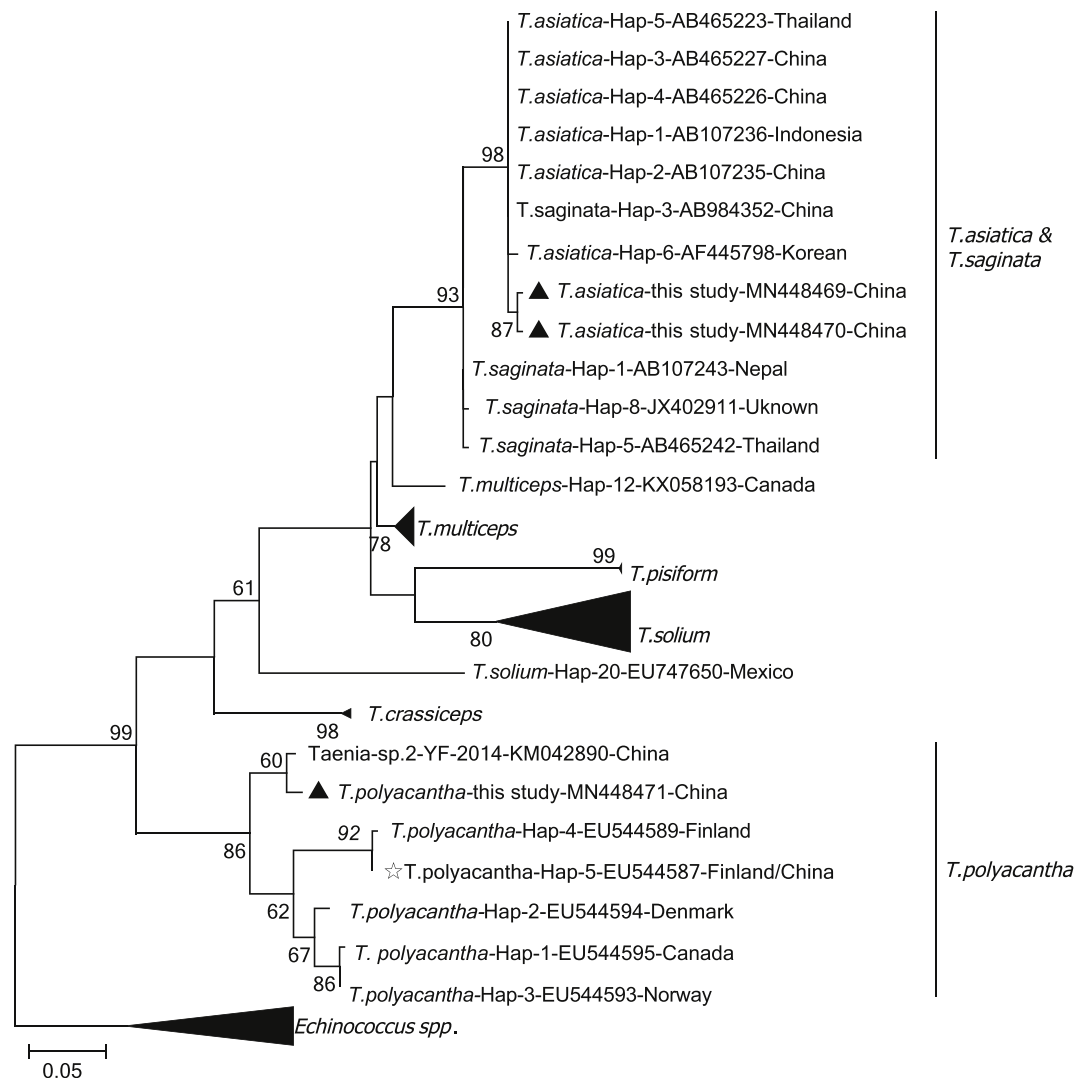 T.asiatica-Hap-5-AB465223-Thailand
T.asiatica-Hap-3-AB465227-China
T.asiatica-Hap-4-AB465226-China
T.asiatica-Hap-1-AB107236-Indonesia
98
T.asiatica-Hap-2-AB107235-China
T.saginata-Hap-3-AB984352-China
T.asiatica &
T.saginata
T.asiatica-Hap-6-AF445798-Korean
93
T.asiatica-this study-MN448469-China
87
T.asiatica-this study-MN448470-China
T.saginata-Hap-1-AB107243-Nepal
T.saginata-Hap-8-JX402911-Uknown
T.saginata-Hap-5-AB465242-Thailand
T.multiceps-Hap-12-KX058193-Canada
T.multiceps
78
99
T.pisiform
61
80
T.solium
T.solium-Hap-20-EU747650-Mexico
T.crassiceps
98
99
Taenia-sp.2-YF-2014-KM042890-China
60
T.polyacantha-this study-MN448471-China
92
T.polyacantha-Hap-4-EU544589-Finland
86
☆T.polyacantha-Hap-5-EU544587-Finland/China
T.polyacantha
62
T.polyacantha-Hap-2-EU544594-Denmark
67
T. polyacantha-Hap-1-EU544595-Canada
86
T.polyacantha-Hap-3-EU544593-Norway
Echinococcus spp.
0.05